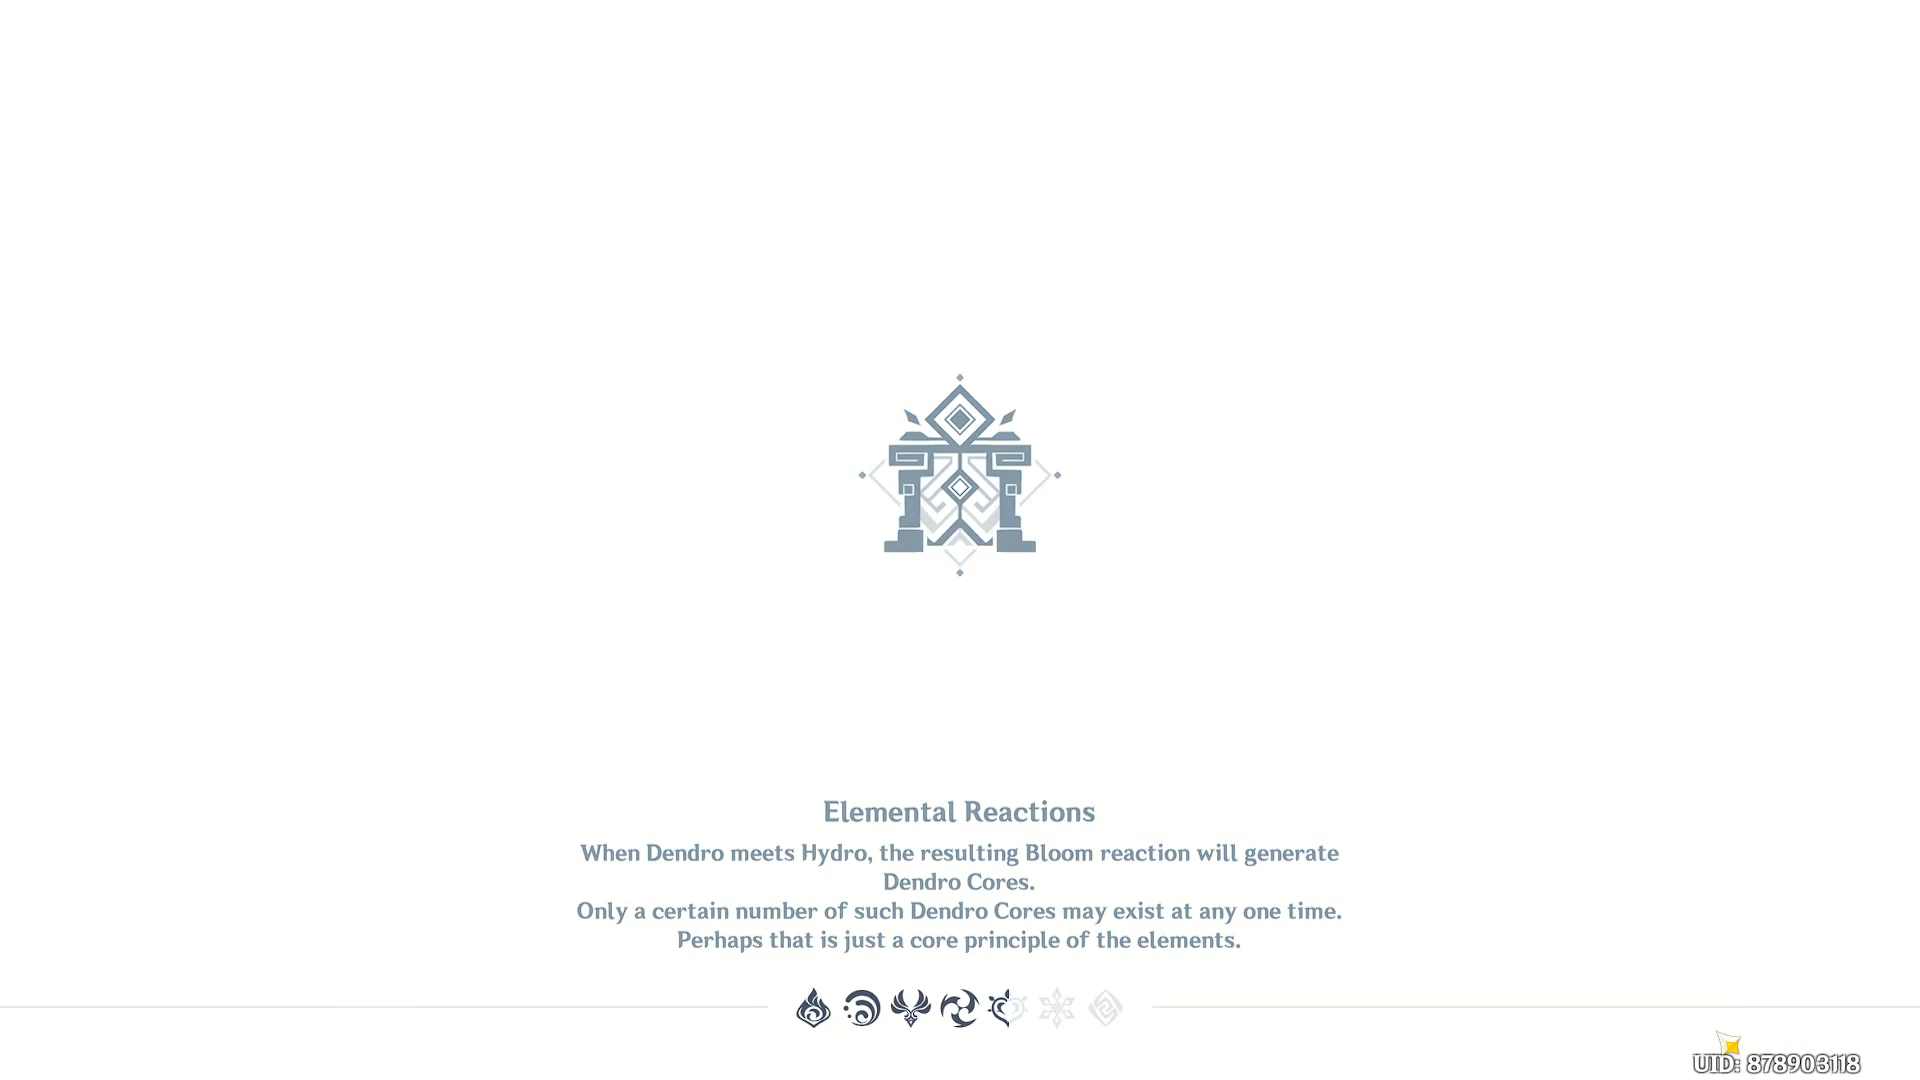 Elemental Reactions
When Dendro meets Hydro, the resulting Bloom reaction will generate
Dendro Cores.
Only a certain number of such Dendro Cores may exist at any one time.
Perhaps that is just a core principle of the elements.
UID: 878903118